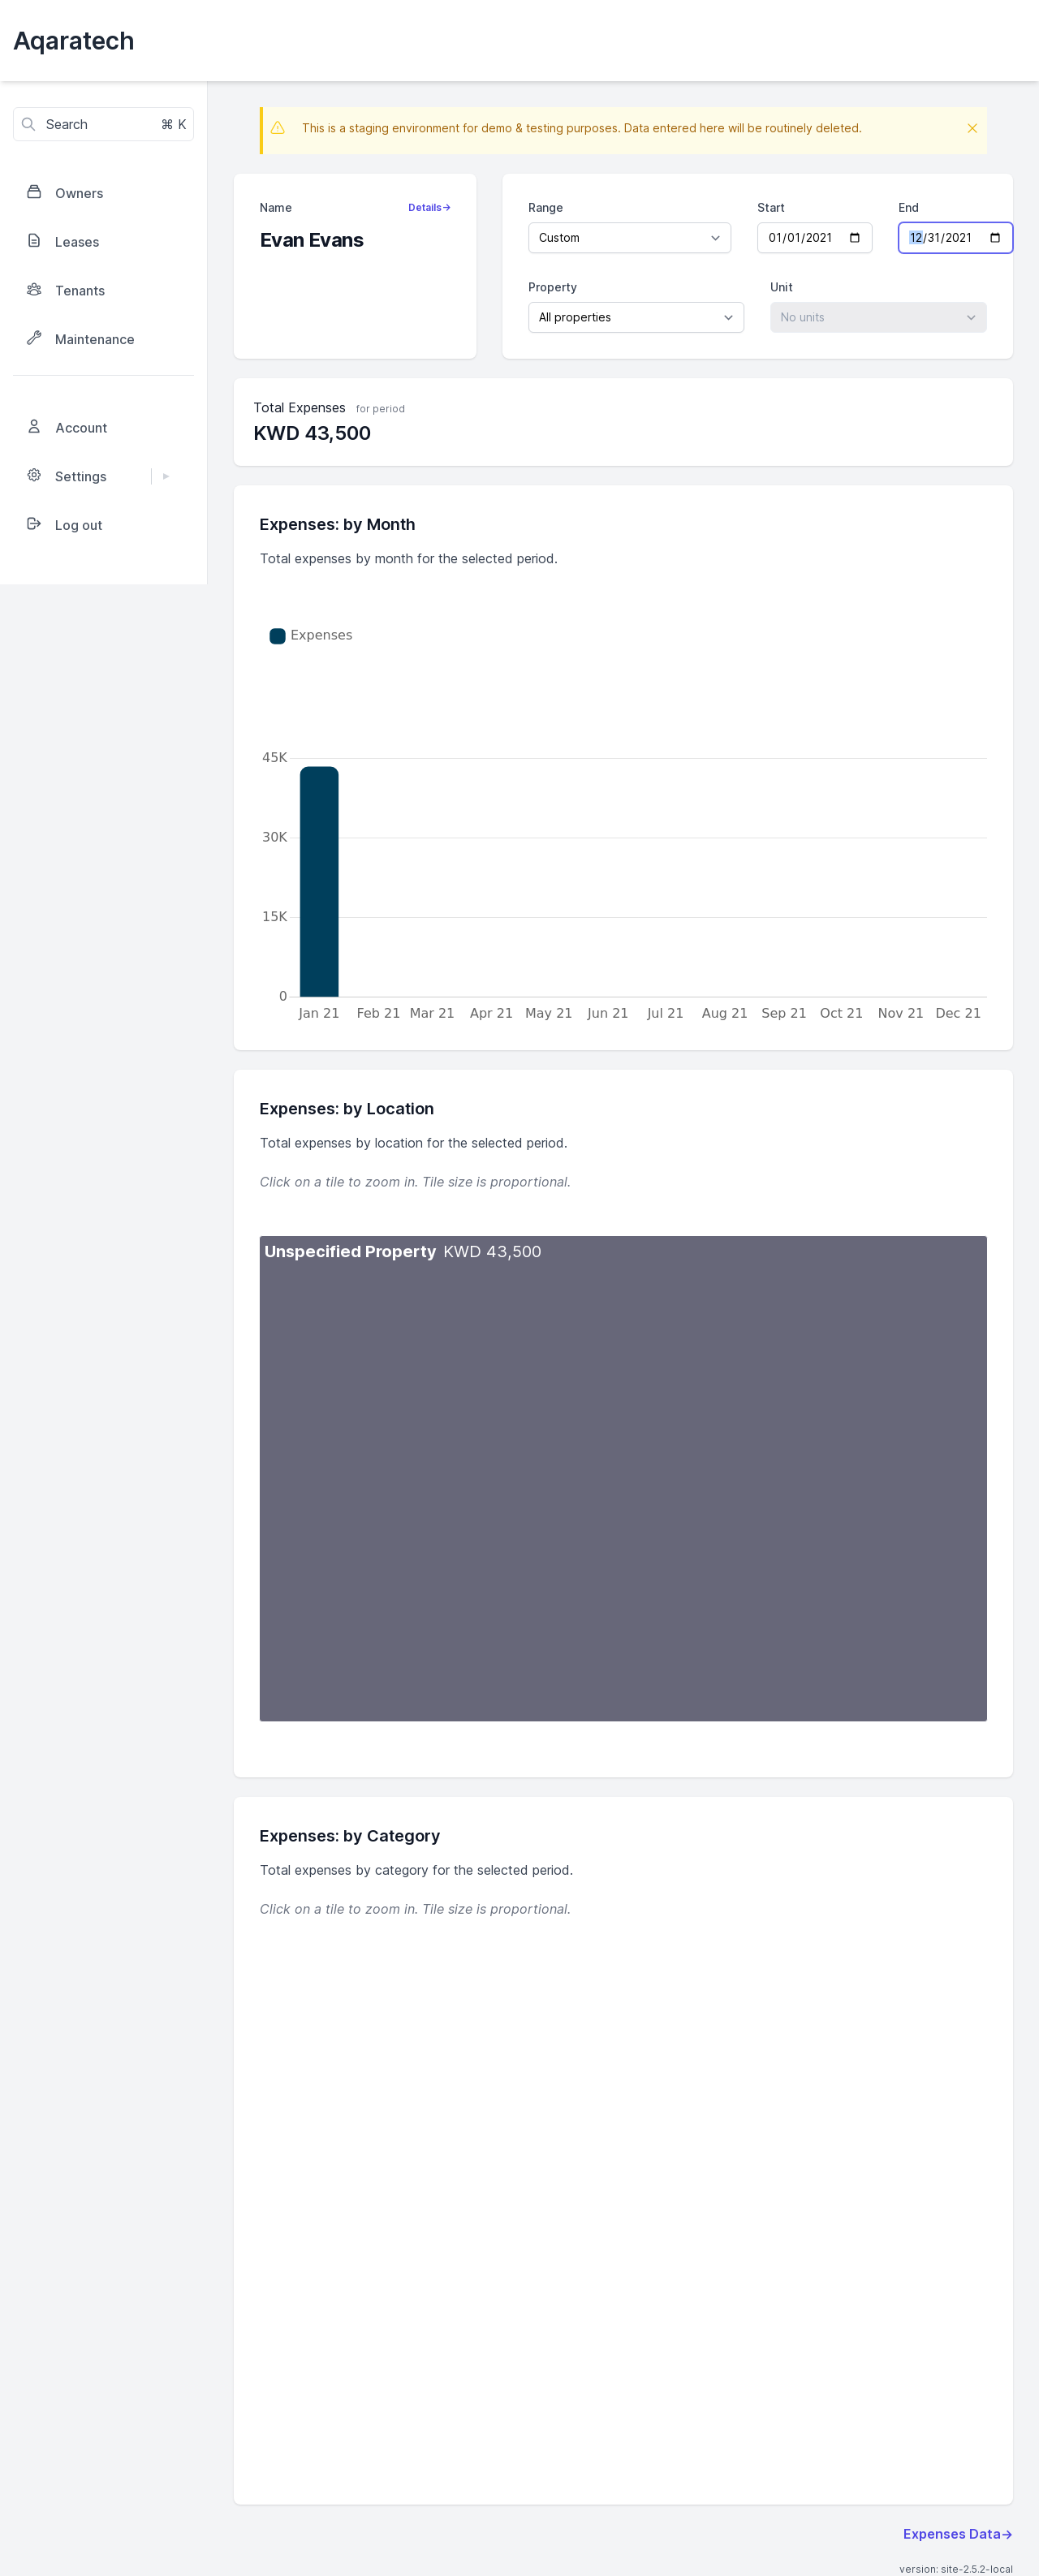 Aqaratech
Search ⌘ K
Owners
Leases
Tenants
Maintenance
Account
Settings
Log out
This is a staging environment for demo & testing purposes. Data entered here will be routinely deleted.
Name Details→
Evan Evans
Range Start End
Custom 01/01/2021 12/31/2021
Property Unit
All properties No units
Total Expenses for period
KWD 43,500
Expenses: by Month
Total expenses by month for the selected period.
Expenses
45K
30K
15K
0
Jan 21 Feb 21 Mar 21 Apr 21 May 21 Jun 21 Jul 21 Aug 21 Sep 21 Oct 21 Nov 21 Dec 21
Expenses: by Location
Total expenses by location for the selected period.
Click on a tile to zoom in. Tile size is proportional.
Unspecified Property KWD 43,500
Expenses: by Category
Total expenses by category for the selected period.
Click on a tile to zoom in. Tile size is proportional.
Expenses Data→
version: site-2.5.2-local